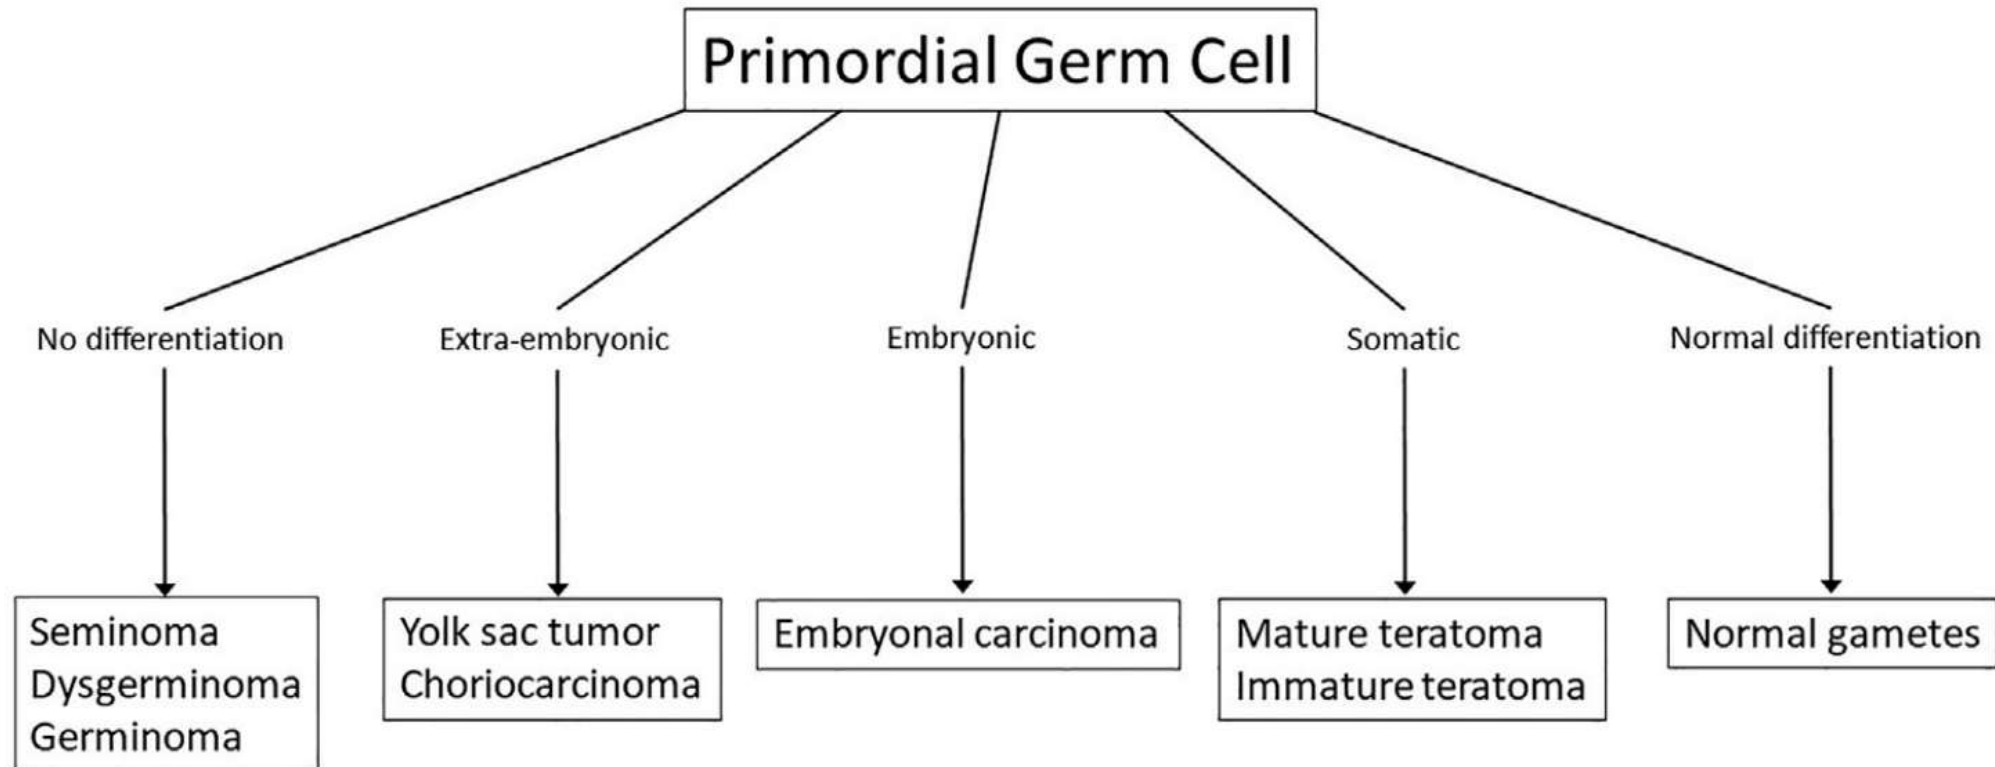 Primordial Germ Cell
No differentiation
Extra-embryonic
Embryonic
Somatic
Normal differentiation
Seminoma
Dysgerminoma
Germinoma
Yolk sac tumor
Choriocarcinoma
Embryonal carcinoma
Mature teratoma
Immature teratoma
Normal gametes